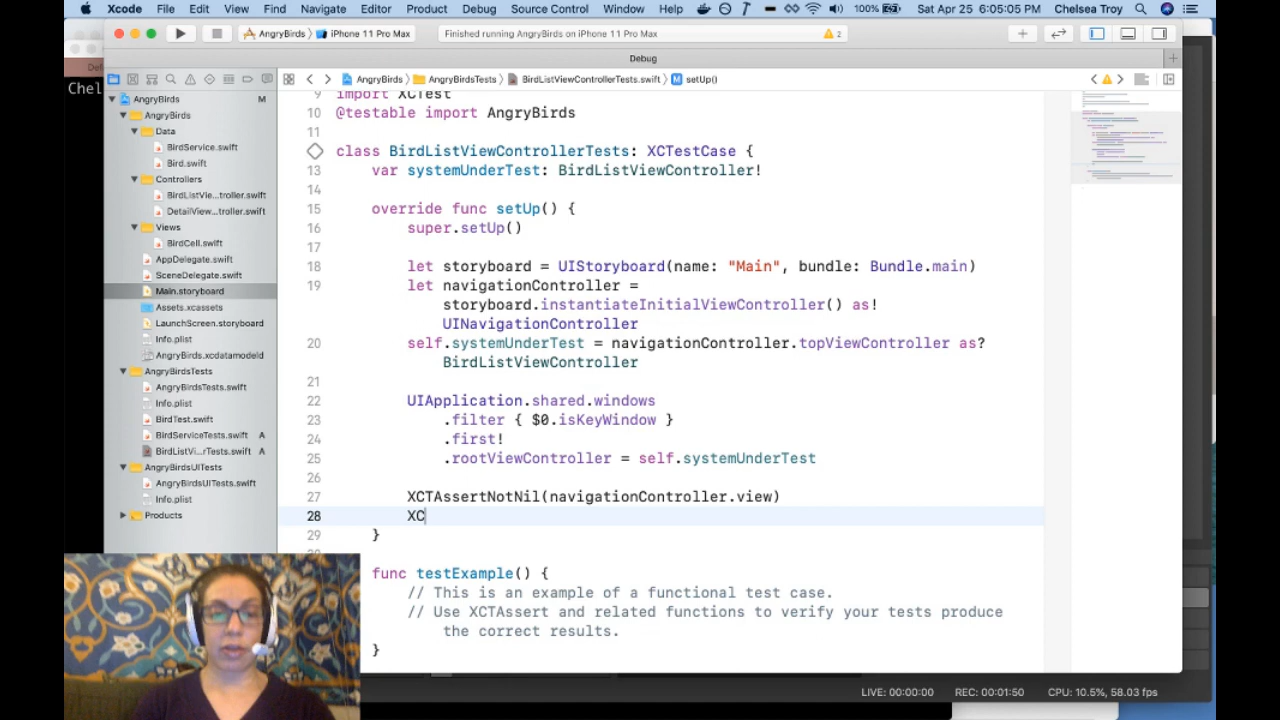 Xcode File Edit View Find Navigate Editor Product Debug Source Control Window Help 100% Sat Apr 25 6:05:05 PM Chelsea Troy
AngryBirds iPhone 11 Pro Max Finished running AngryBirds on iPhone 11 Pro Max 2
Debug
AngryBirds AngryBirdsTests BirdListViewControllerTests.swift M setUp()
Chel
AngryBirds M
AngryBirds
Data
BirdService.swift
Bird.swift
Controllers
BirdListVie...troller.swift
DetailView...troller.swift
Views
BirdCell.swift
AppDelegate.swift
SceneDelegate.swift
Main.storyboard
Assets.xcassets
LaunchScreen.storyboard
Info.plist
AngryBirds.xcdatamodeld
AngryBirdsTests
AngryBirdsTests.swift
Info.plist
BirdTest.swift
BirdServiceTests.swift A
BirdListVi...rTests.swift A
AngryBirdsUITests
AngryBirdsUITests.swift
Info.plist
Products
9 import XCTest
10 @testable import AngryBirds
11
class BirdListViewControllerTests: XCTestCase {
13 var systemUnderTest: BirdListViewController!
14
15 override func setUp() {
16 super.setUp()
17
18 let storyboard = UIStoryboard(name: "Main", bundle: Bundle.main)
19 let navigationController =
storyboard.instantiateInitialViewController() as!
UINavigationController
20 self.systemUnderTest = navigationController.topViewController as?
BirdListViewController
21
22 UIApplication.shared.windows
23 .filter { $0.isKeyWindow }
24 .first!
25 .rootViewController = self.systemUnderTest
26
27 XCTAssertNotNil(navigationController.view)
28 XC
29 }
func testExample() {
// This is an example of a functional test case.
// Use XCTAssert and related functions to verify your tests produce
the correct results.
}
LIVE: 00:00:00 REC: 00:01:50 CPU: 10.5%, 58.03 fps